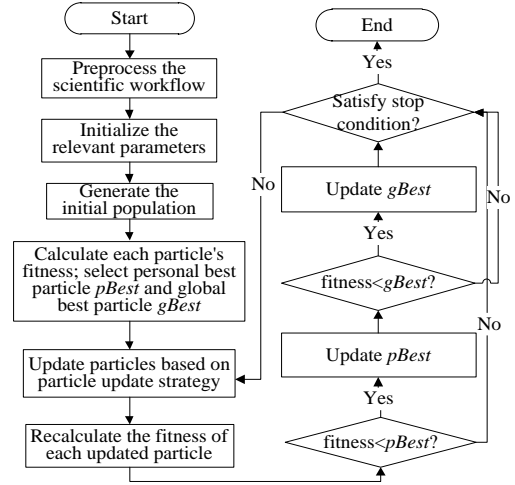 Start
Preprocess the
scientific workflow
Initialize the
relevant parameters
Generate the
initial population
Calculate each particle's
fitness; select personal best
particle pBest and global
best particle gBest
Update particles based on
particle update strategy
Recalculate the fitness of
each updated particle
End
Yes
Satisfy stop
condition?
No
Update gBest
No
Yes
fitness<gBest?
No
Update pBest
Yes
fitness<pBest?